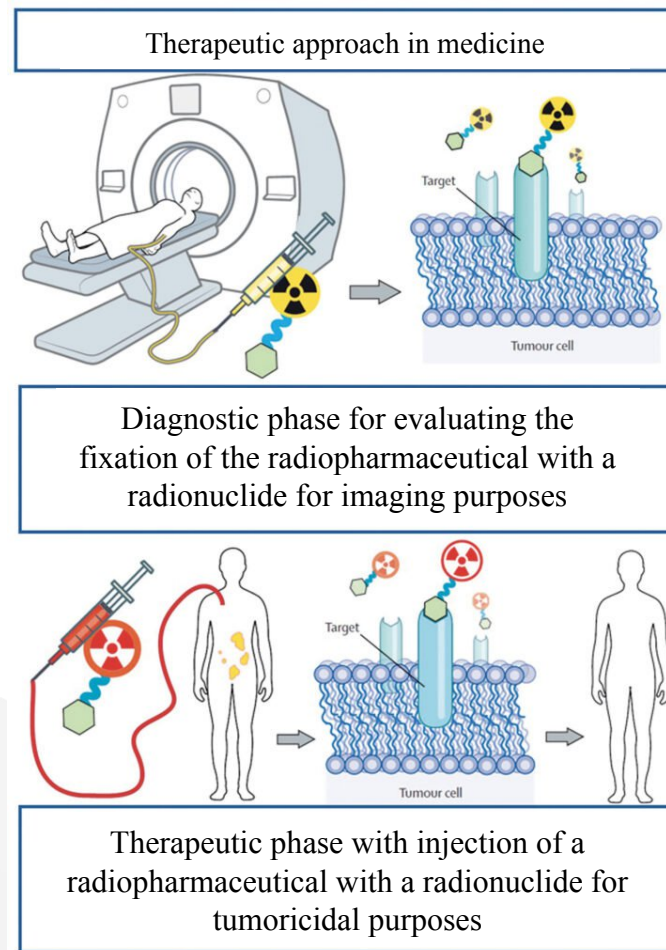 Therapeutic approach in medicine
Target
Tumour cell
Diagnostic phase for evaluating the
fixation of the radiopharmaceutical with a
radionuclide for imaging purposes
Target
Tumour cell
Therapeutic phase with injection of a
radiopharmaceutical with a radionuclide for
tumoricidal purposes